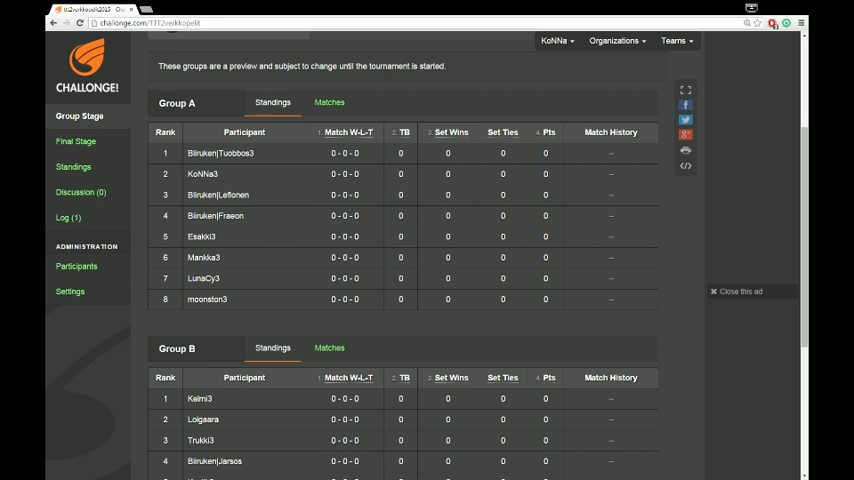 ttt2verkkopelit2015 - Chal
challonge.com/TTT2verkkopelit
CHALLONGE!
KoNNa Organizations Teams
These groups are a preview and subject to change until the tournament is started.
Group Stage
Final Stage
Standings
Discussion (0)
Log (1)
ADMINISTRATION
Participants
Settings
Group A Standings Matches
Rank Participant 1. Match W-L-T 2. TB 3. Set Wins Set Ties 4. Pts Match History
1 Biiruken|Tuobbos3 0 - 0 - 0 0 0 0 0 --
2 KoNNa3 0 - 0 - 0 0 0 0 0 --
3 Biiruken|Leflonen 0 - 0 - 0 0 0 0 0 --
4 Biiruken|Fraeon 0 - 0 - 0 0 0 0 0 --
5 Esakki3 0 - 0 - 0 0 0 0 0 --
6 Mankka3 0 - 0 - 0 0 0 0 0 --
7 LunaCy3 0 - 0 - 0 0 0 0 0 --
8 moonston3 0 - 0 - 0 0 0 0 0 --
Close this ad
Group B Standings Matches
Rank Participant 1. Match W-L-T 2. TB 3. Set Wins Set Ties 4. Pts Match History
1 Kelmi3 0 - 0 - 0 0 0 0 0 --
2 Lolgaara 0 - 0 - 0 0 0 0 0 --
3 Trukki3 0 - 0 - 0 0 0 0 0 --
4 Biiruken|Jarsos 0 - 0 - 0 0 0 0 0 --